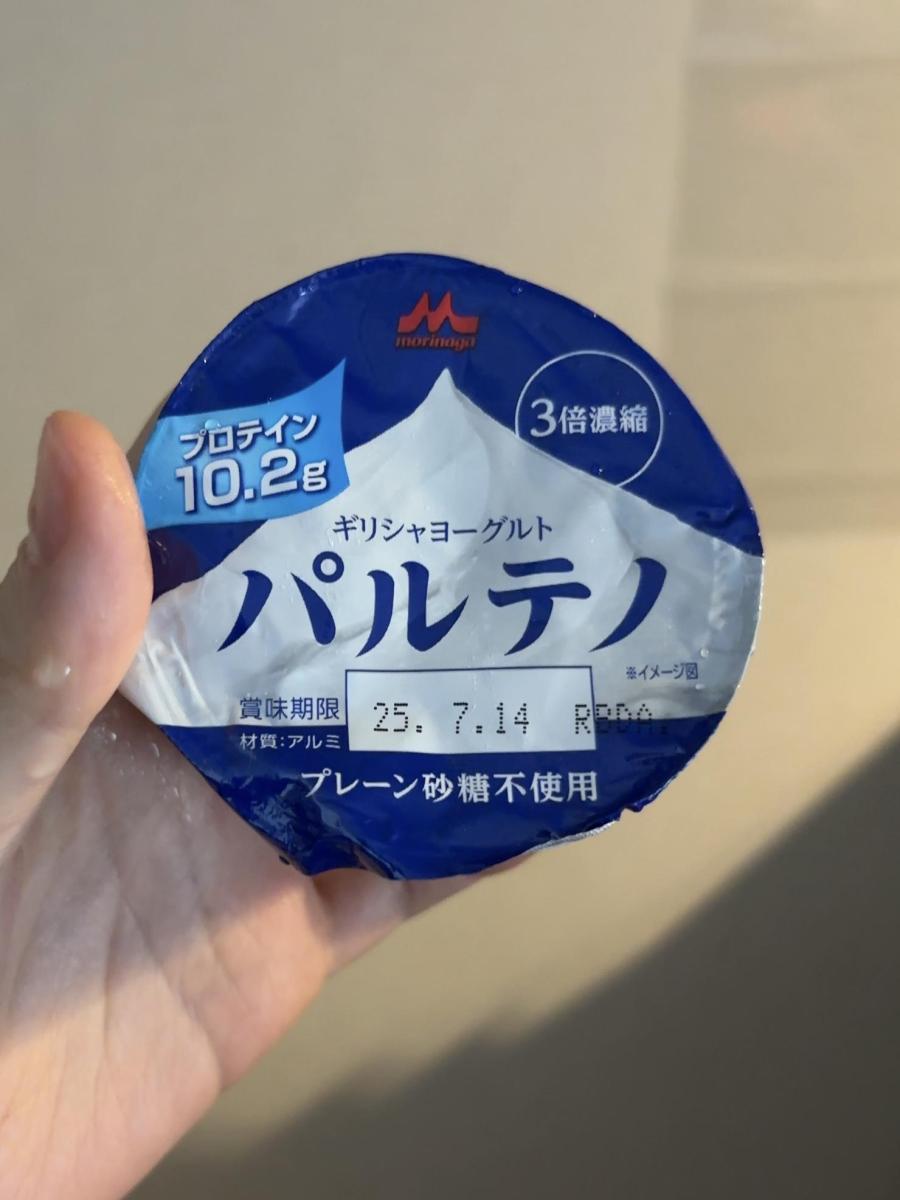 morinaga
3倍濃縮
プロテイン
10.2g
ギリシャヨーグルト
パルテノ
※イメージ図
賞味期限 25. 7.14 RBDA.
材質:アルミ
プレーン砂糖不使用